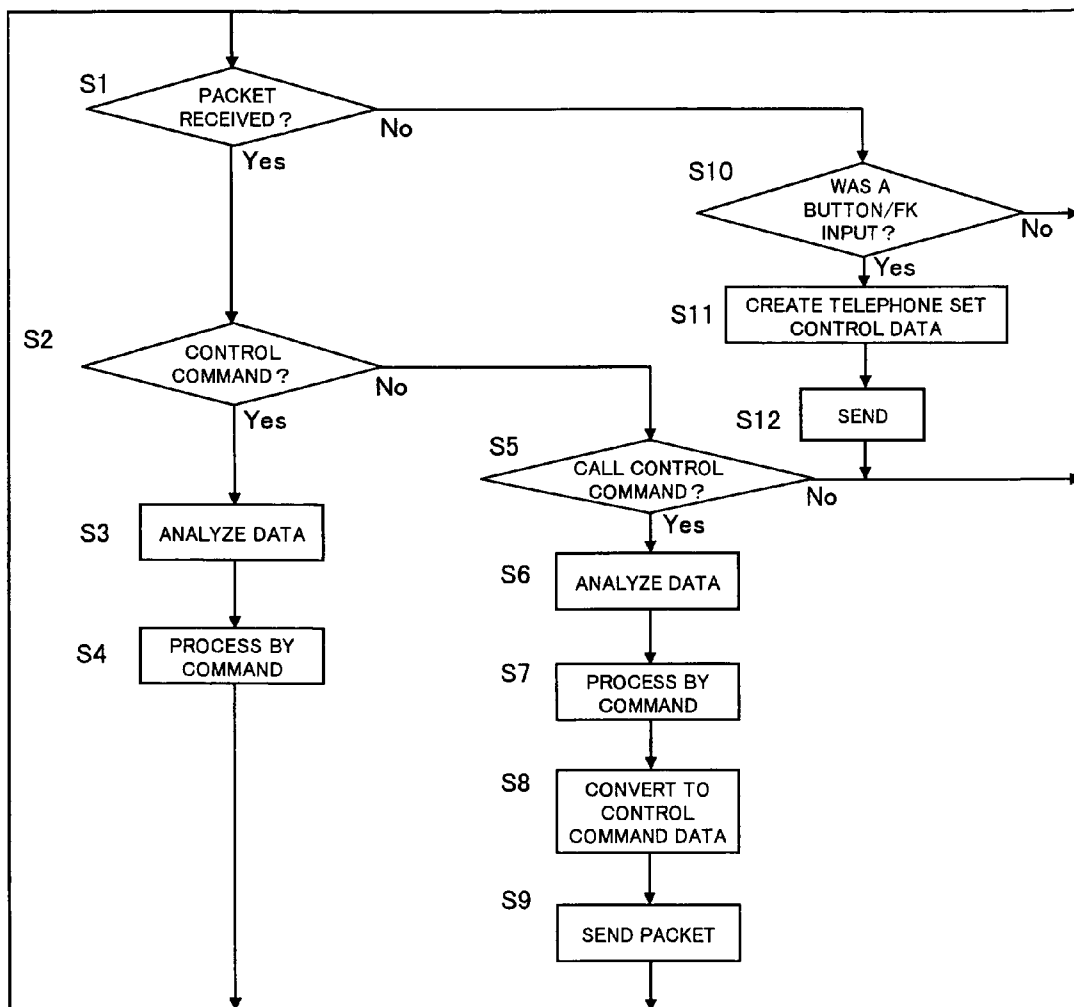 S1
PACKET
RECEIVED?
No
Yes
S10
WAS A
BUTTON/FK
INPUT?
No
Yes
S11
CREATE TELEPHONE SET
CONTROL DATA
S2
CONTROL
COMMAND?
No
Yes
S12
SEND
S5
CALL CONTROL
COMMAND?
No
Yes
S3
ANALYZE DATA
S6
ANALYZE DATA
S4
PROCESS BY
COMMAND
S7
PROCESS BY
COMMAND
S8
CONVERT TO
CONTROL
COMMAND DATA
S9
SEND PACKET